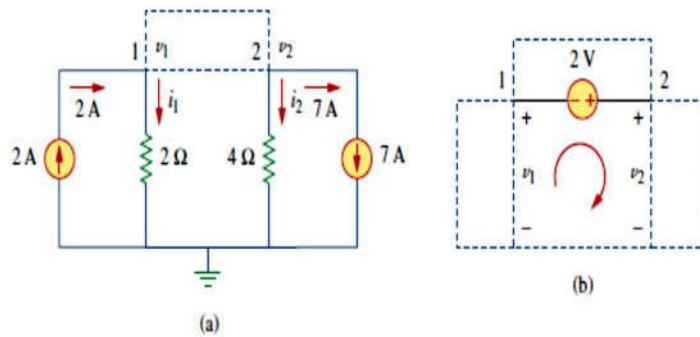 1 v₁ 2 v₂
2 A i₁ i₂ 7 A
2 A 2 Ω 4 Ω 7 A
(a)
2 V
1 2
− +
+ +
v₁ v₂
− −
(b)